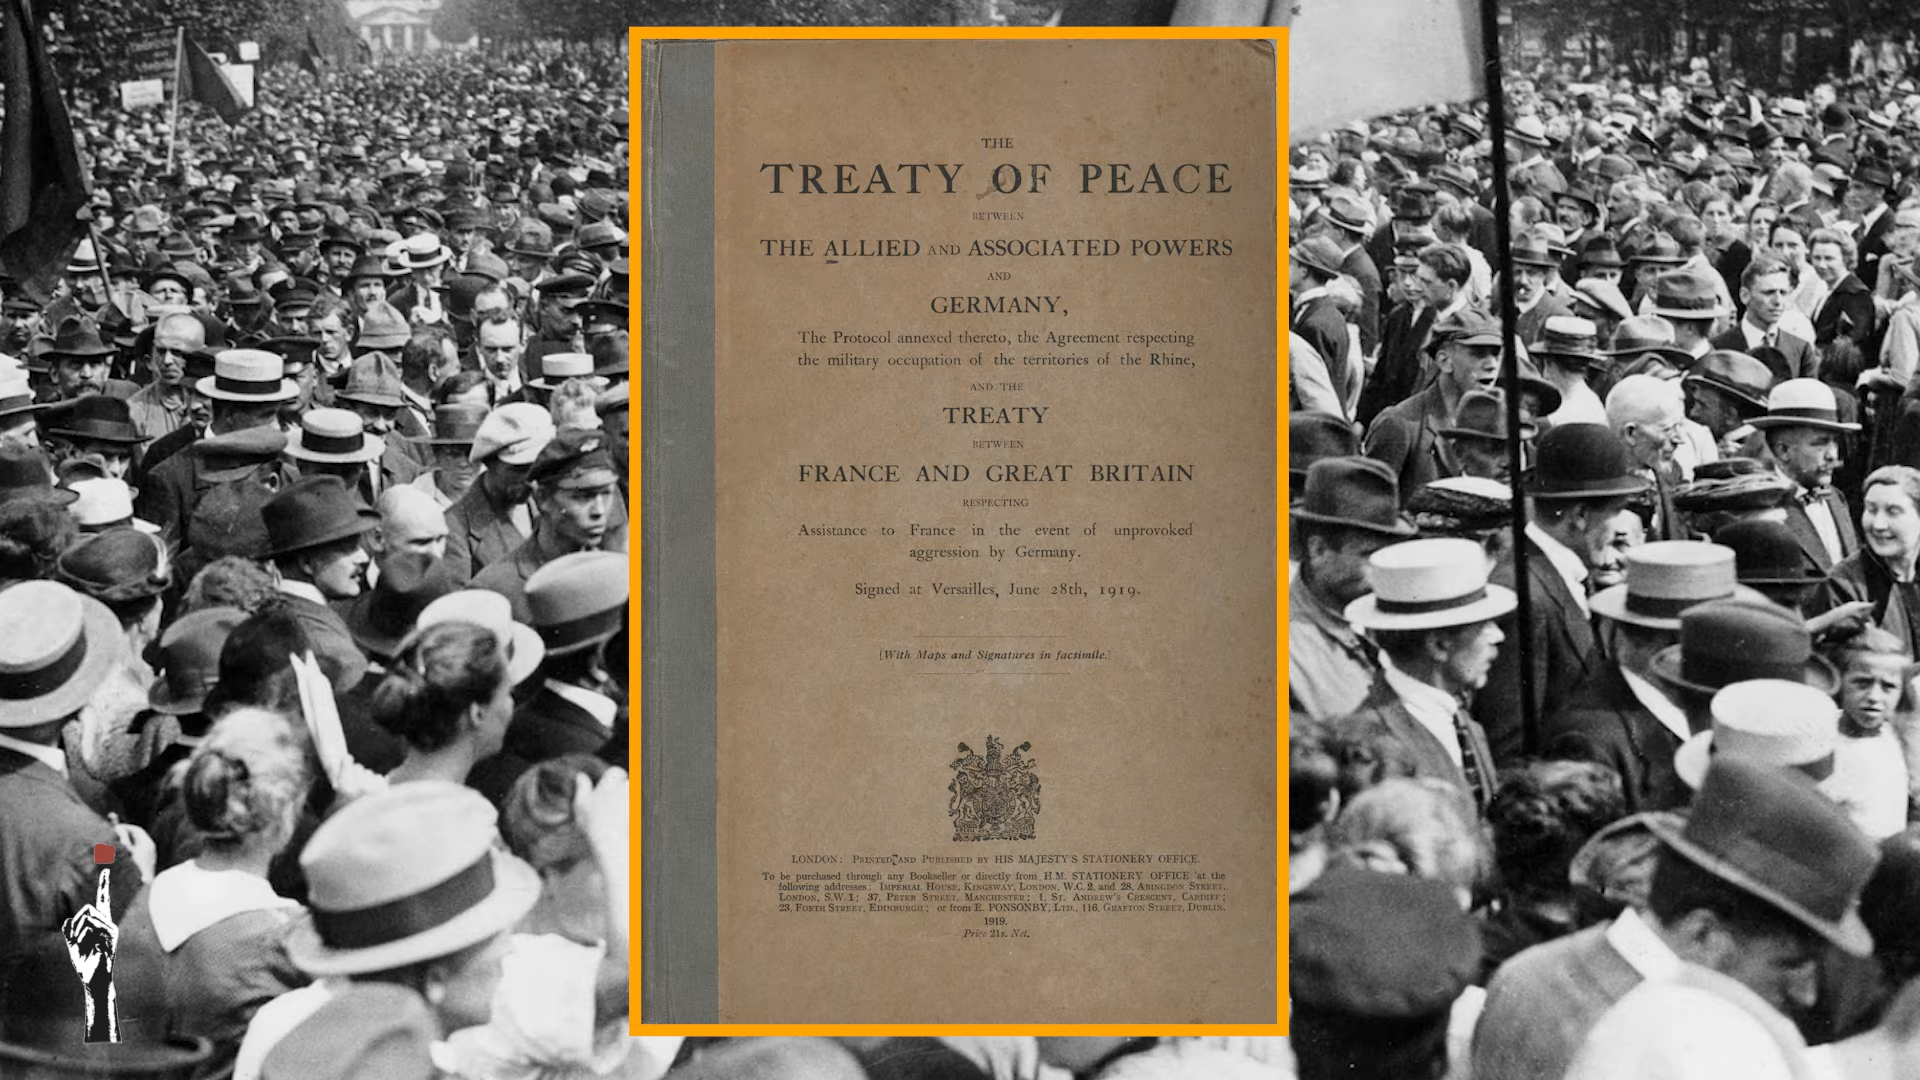 THE
TREATY OF PEACE
BETWEEN
THE ALLIED AND ASSOCIATED POWERS
AND
GERMANY,
The Protocol annexed thereto, the Agreement respecting
the military occupation of the territories of the Rhine,
AND THE
TREATY
BETWEEN
FRANCE AND GREAT BRITAIN
RESPECTING
Assistance to France in the event of unprovoked
aggression by Germany.
Signed at Versailles, June 28th, 1919.
[With Maps and Signatures in facsimile.]
LONDON: PRINTED AND PUBLISHED BY HIS MAJESTY'S STATIONERY OFFICE.
To be purchased through any Bookseller or directly from H.M. STATIONERY OFFICE at the
following addresses: IMPERIAL HOUSE, KINGSWAY, LONDON, W.C.2, and 28, ABINGDON STREET,
LONDON, S.W.1; 37, PETER STREET, MANCHESTER; 1, ST. ANDREW'S CRESCENT, CARDIFF;
23, FORTH STREET, EDINBURGH; or from E. PONSONBY, LTD., 116, GRAFTON STREET, DUBLIN.
1919.
Price 21s. Net.